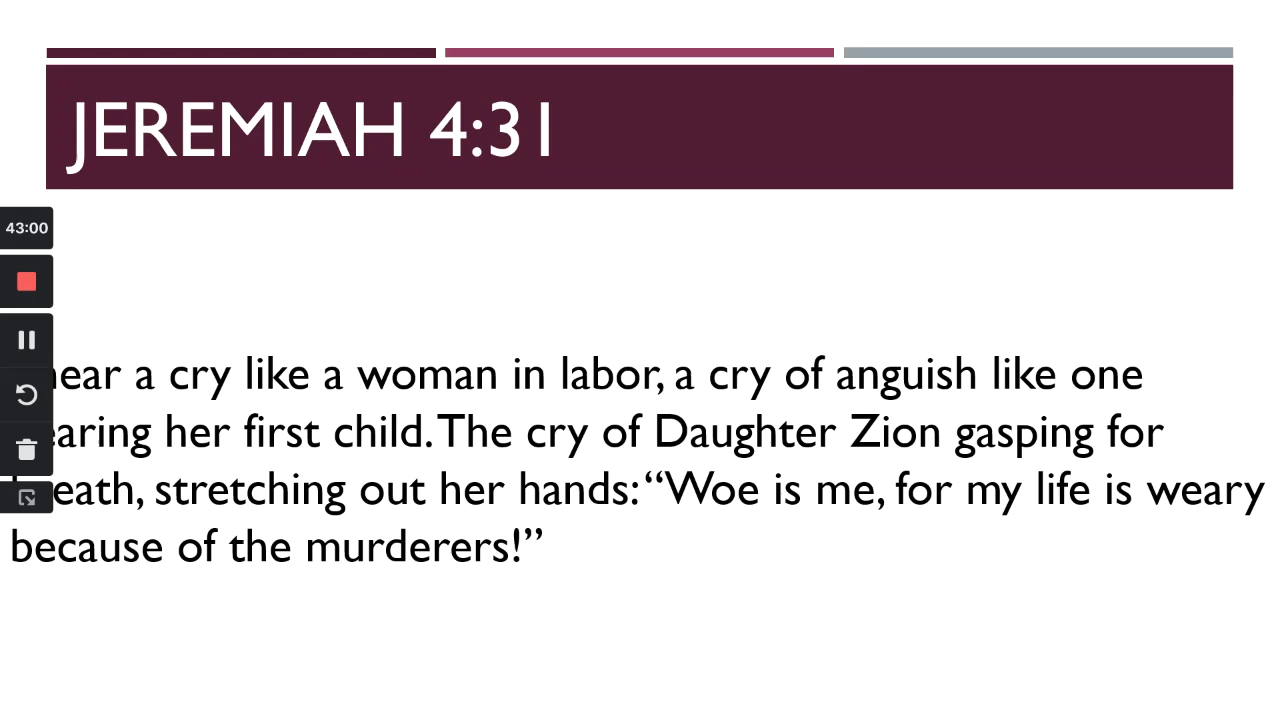 JEREMIAH 4:31
43:00
hear a cry like a woman in labor, a cry of anguish like one
earing her first child. The cry of Daughter Zion gasping for
eath, stretching out her hands: “Woe is me, for my life is weary
because of the murderers!”